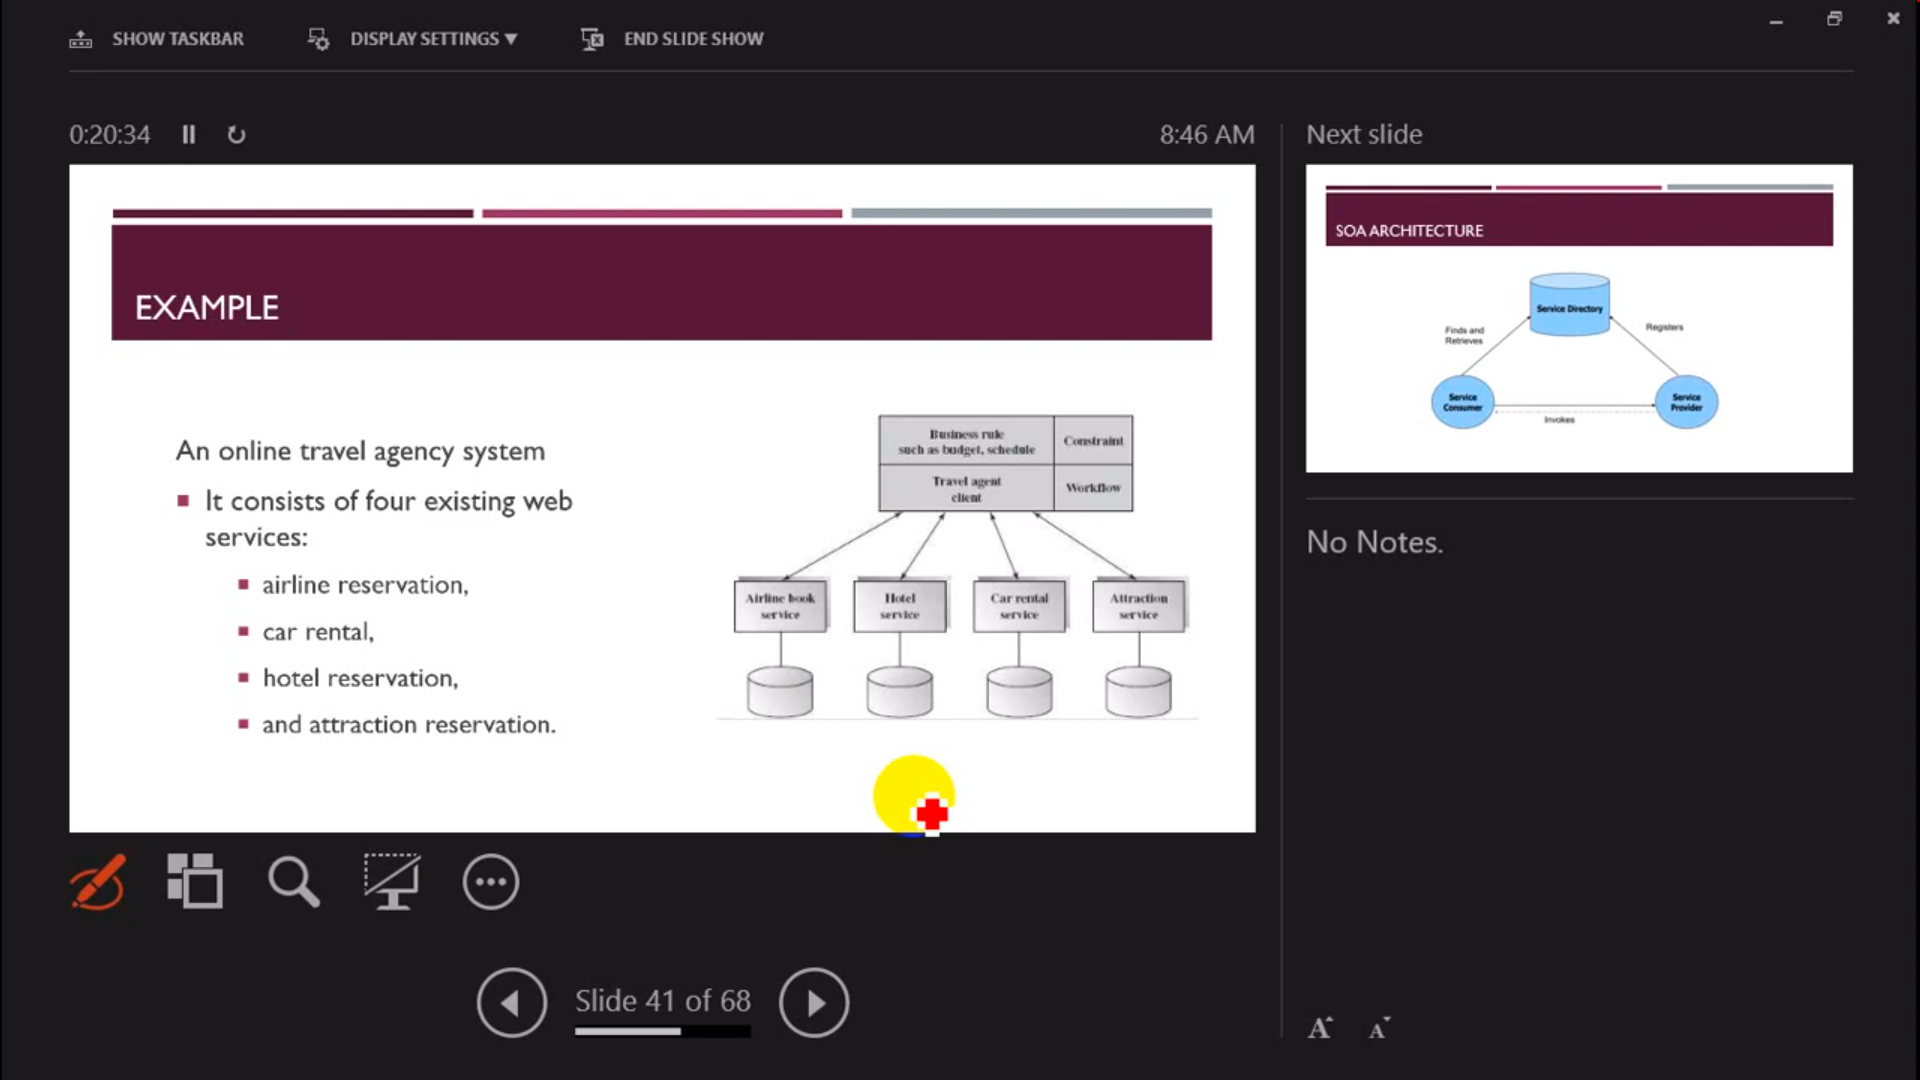 SHOW TASKBAR
DISPLAY SETTINGS ▼
END SLIDE SHOW
0:20:34
8:46 AM
Next slide
EXAMPLE
An online travel agency system
It consists of four existing web
services:
airline reservation,
car rental,
hotel reservation,
and attraction reservation.
Business rule
such as budget, schedule
Constraint
Travel agent
client
Workflow
Airline book
service
Hotel
service
Car rental
service
Attraction
service
SOA ARCHITECTURE
Service Directory
Finds and
Retrieves
Registers
Service
Consumer
Service
Provider
Invokes
No Notes.
Slide 41 of 68
A
A